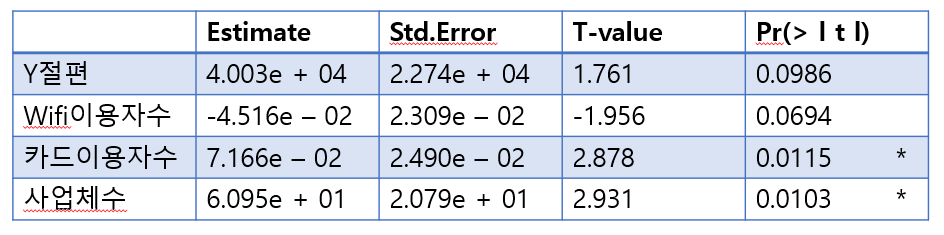 Estimate Std.Error T-value Pr(> l t l)
Y절편 4.003e + 04 2.274e + 04 1.761 0.0986
Wifi이용자수 -4.516e – 02 2.309e – 02 -1.956 0.0694
카드이용자수 7.166e – 02 2.490e – 02 2.878 0.0115 *
사업체수 6.095e + 01 2.079e + 01 2.931 0.0103 *